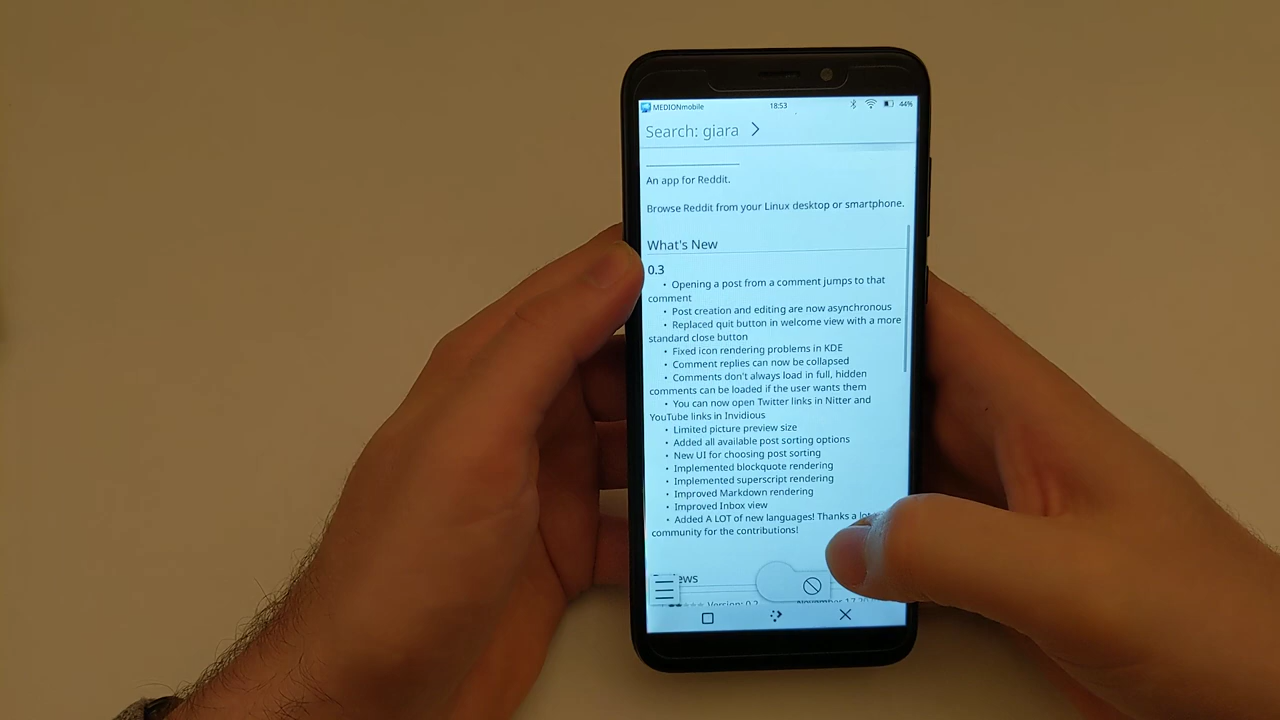 MEDIONmobile 18:53 44%
Search: giara
An app for Reddit.
Browse Reddit from your Linux desktop or smartphone.
What's New
0.3
• Opening a post from a comment jumps to that
comment
• Post creation and editing are now asynchronous
• Replaced quit button in welcome view with a more
standard close button
• Fixed icon rendering problems in KDE
• Comment replies can now be collapsed
• Comments don't always load in full, hidden
comments can be loaded if the user wants them
• You can now open Twitter links in Nitter and
YouTube links in Invidious
• Limited picture preview size
• Added all available post sorting options
• New UI for choosing post sorting
• Implemented blockquote rendering
• Implemented superscript rendering
• Improved Markdown rendering
• Improved Inbox view
• Added A LOT of new languages! Thanks a lot
community for the contributions!
ews
Version: 0.2 November 17